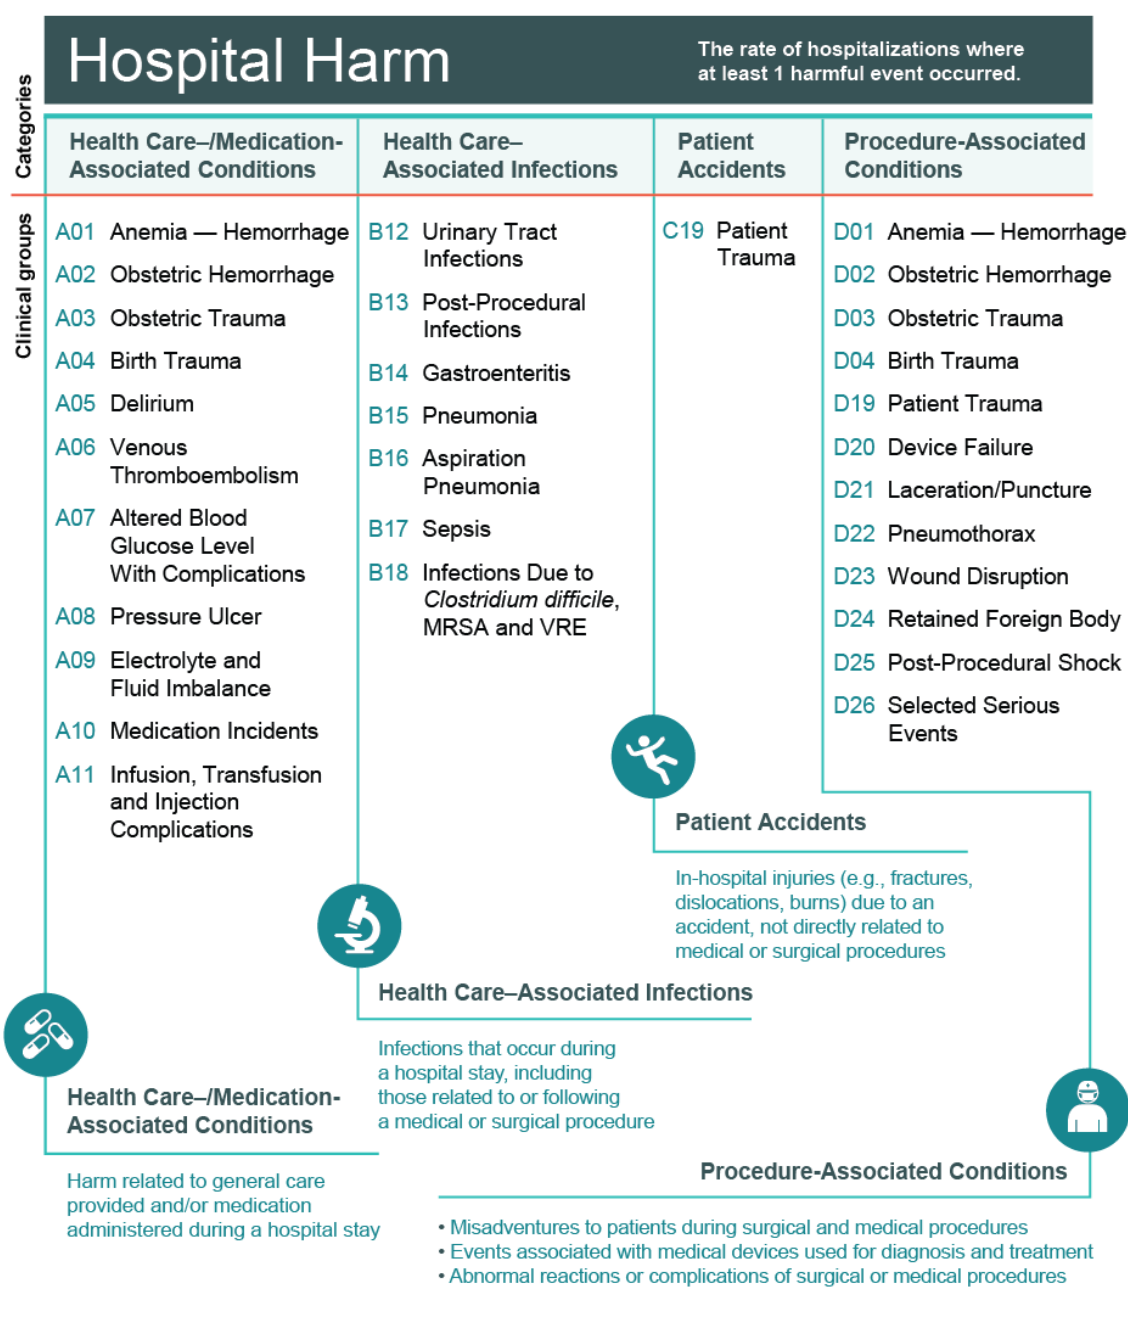 Hospital Harm
The rate of hospitalizations where
at least 1 harmful event occurred.
Categories
Health Care–/Medication-
Associated Conditions
Health Care–
Associated Infections
Patient
Accidents
Procedure-Associated
Conditions
Clinical groups
A01 Anemia — Hemorrhage
A02 Obstetric Hemorrhage
A03 Obstetric Trauma
A04 Birth Trauma
A05 Delirium
A06 Venous
Thromboembolism
A07 Altered Blood
Glucose Level
With Complications
A08 Pressure Ulcer
A09 Electrolyte and
Fluid Imbalance
A10 Medication Incidents
A11 Infusion, Transfusion
and Injection
Complications
B12 Urinary Tract
Infections
B13 Post-Procedural
Infections
B14 Gastroenteritis
B15 Pneumonia
B16 Aspiration
Pneumonia
B17 Sepsis
B18 Infections Due to
Clostridium difficile,
MRSA and VRE
C19 Patient
Trauma
D01 Anemia — Hemorrhage
D02 Obstetric Hemorrhage
D03 Obstetric Trauma
D04 Birth Trauma
D19 Patient Trauma
D20 Device Failure
D21 Laceration/Puncture
D22 Pneumothorax
D23 Wound Disruption
D24 Retained Foreign Body
D25 Post-Procedural Shock
D26 Selected Serious
Events
Patient Accidents
In-hospital injuries (e.g., fractures,
dislocations, burns) due to an
accident, not directly related to
medical or surgical procedures
Health Care–Associated Infections
Infections that occur during
a hospital stay, including
those related to or following
a medical or surgical procedure
Health Care–/Medication-
Associated Conditions
Harm related to general care
provided and/or medication
administered during a hospital stay
Procedure-Associated Conditions
• Misadventures to patients during surgical and medical procedures
• Events associated with medical devices used for diagnosis and treatment
• Abnormal reactions or complications of surgical or medical procedures